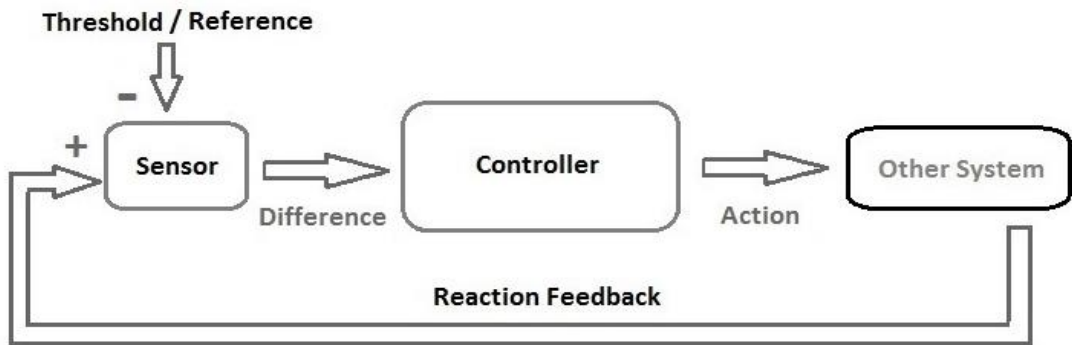 Threshold / Reference
-
+
Sensor
Difference
Controller
Action
Other System
Reaction Feedback